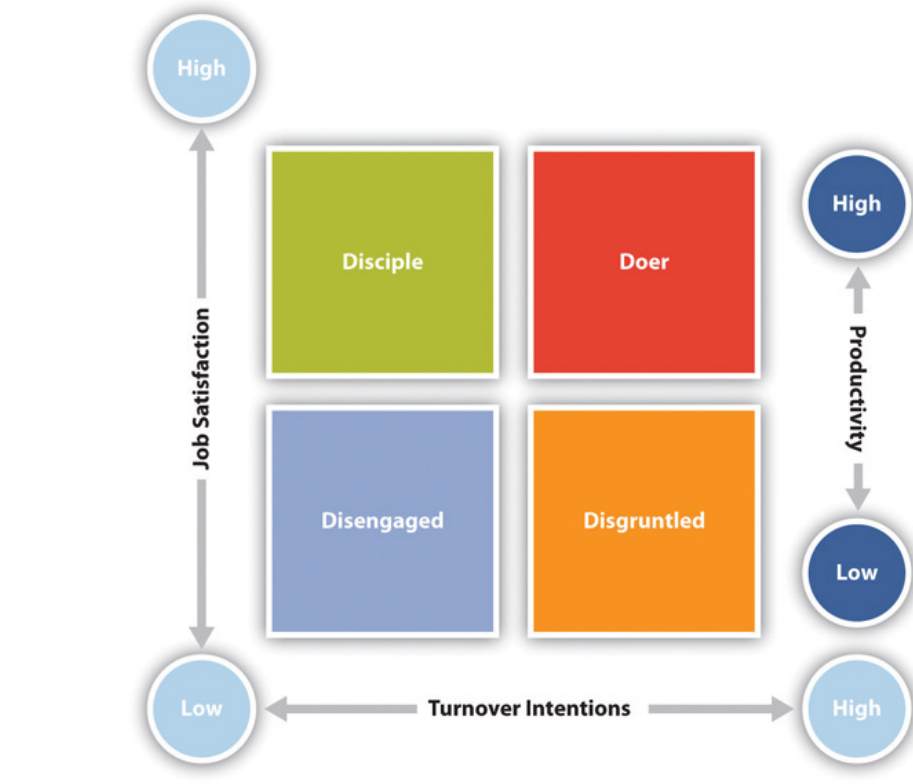 High
Disciple
Doer
High
Job Satisfaction
Productivity
Disengaged
Disgruntled
Low
Low
Turnover Intentions
High